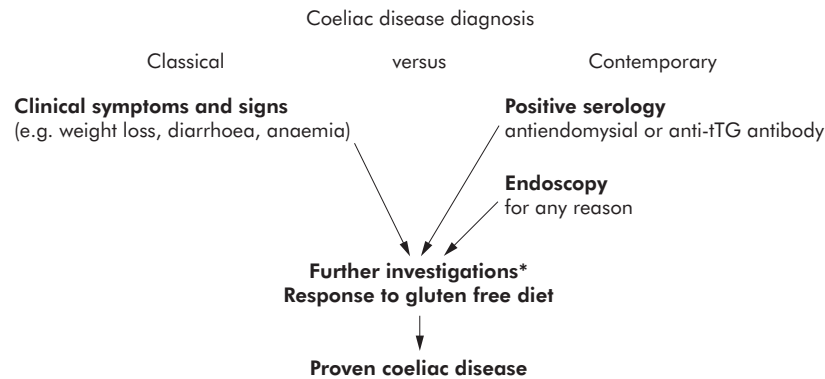 Coeliac disease diagnosis
Classical versus Contemporary
Clinical symptoms and signs
(e.g. weight loss, diarrhoea, anaemia)
Positive serology
antiendomysial or anti-tTG antibody
Endoscopy
for any reason
Further investigations*
Response to gluten free diet
Proven coeliac disease